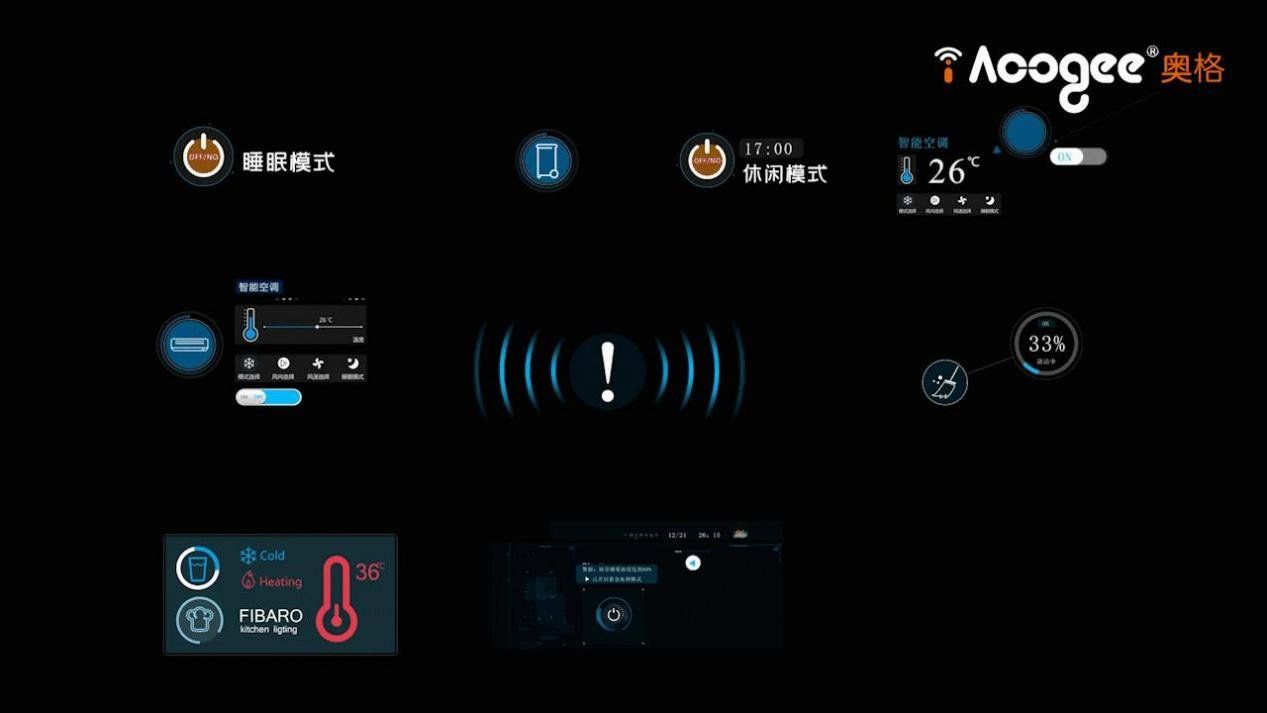 Aoogee® 奥格
OFF/NO
睡眠模式
OFF/NO
17:00
休闲模式
智能空调
26℃
模式选择 风向选择 风速选择 睡眠模式
ON
智能空调
26℃
温度
模式选择 风向选择 风速选择 睡眠模式
ON OFF
ON
33%
清洁中
Cold
Heating
36℃
FIBARO
kitchen ligting
12/21 20:15